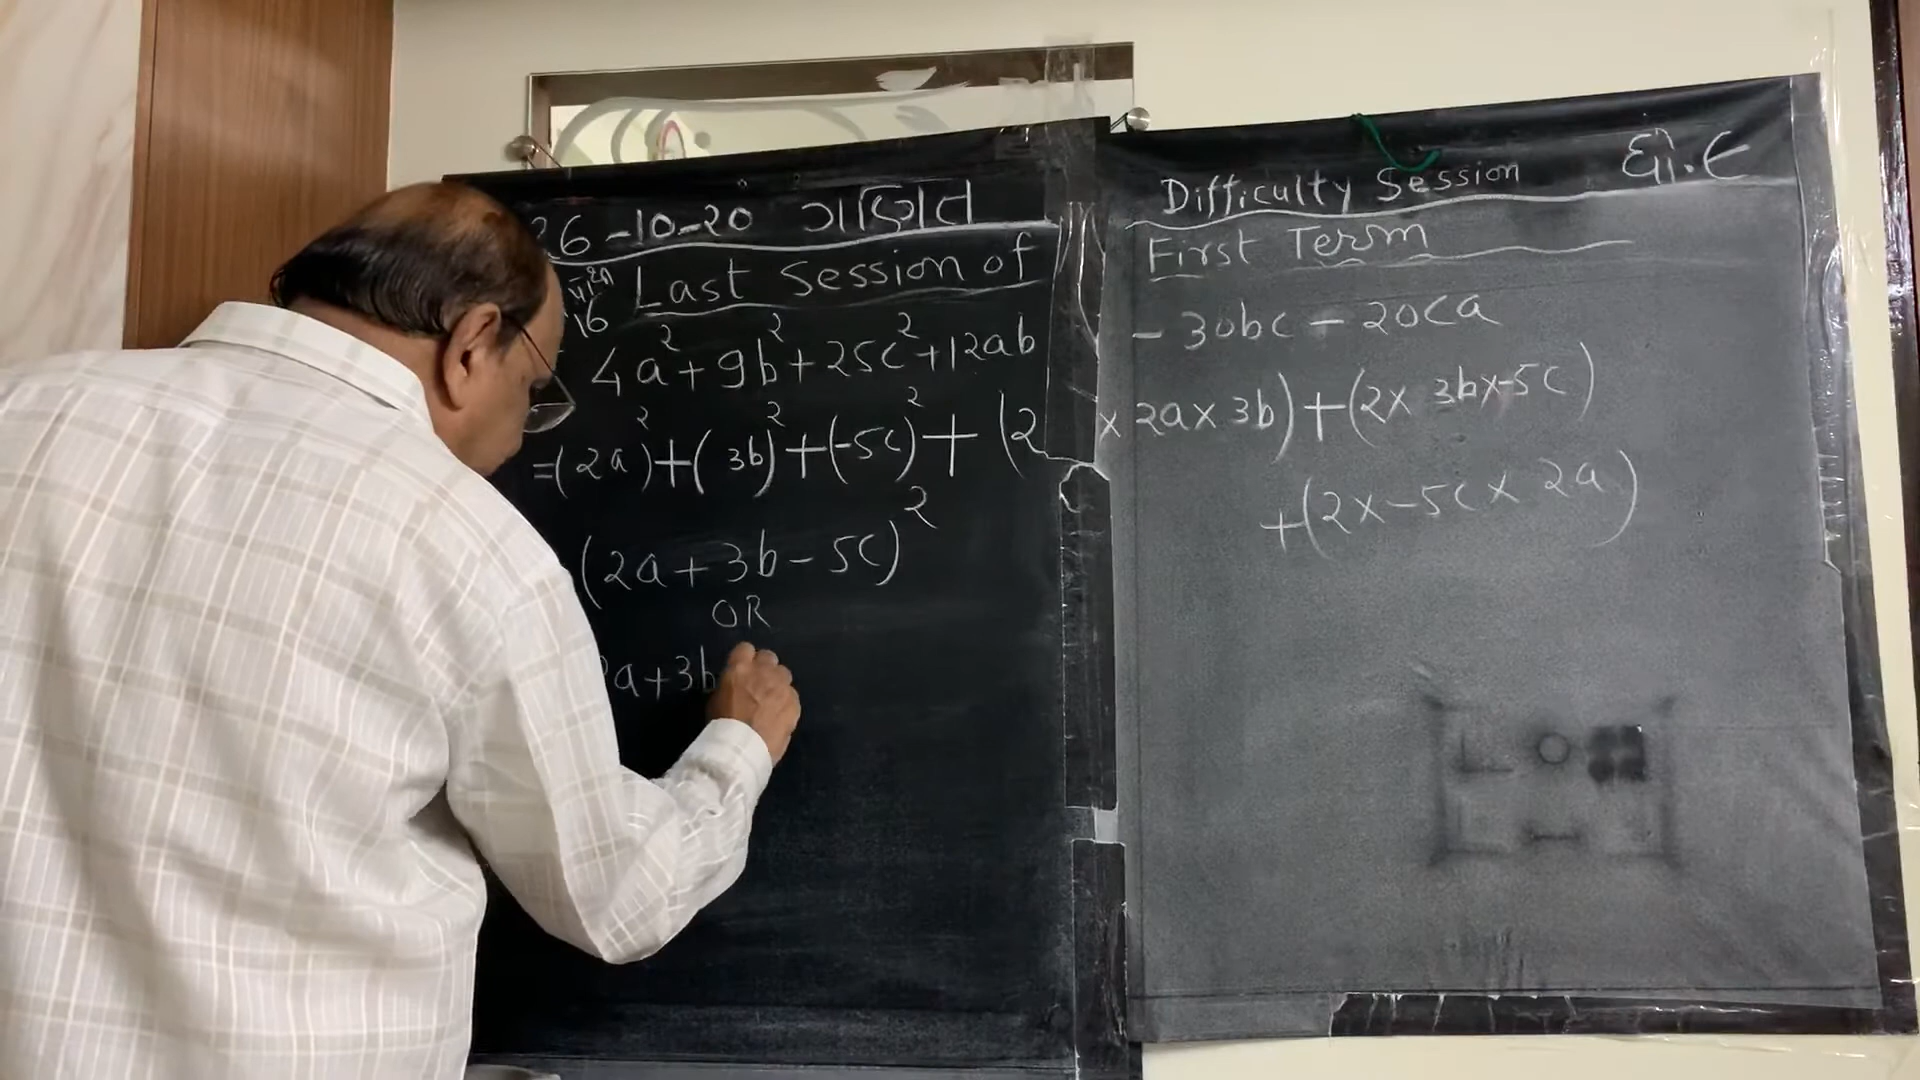 26-10-20 ગણિત
Difficulty Session ધો.૯
Last Session of First Term
પાના
16
4a²+9b²+25c²+12ab - 30bc - 20ca
=(2a)²+(3b)²+(-5c)²+(2 x 2a x 3b)+(2x 3bx-5c)
+(2x-5c x 2a)
(2a+3b-5c)²
OR
a+3b